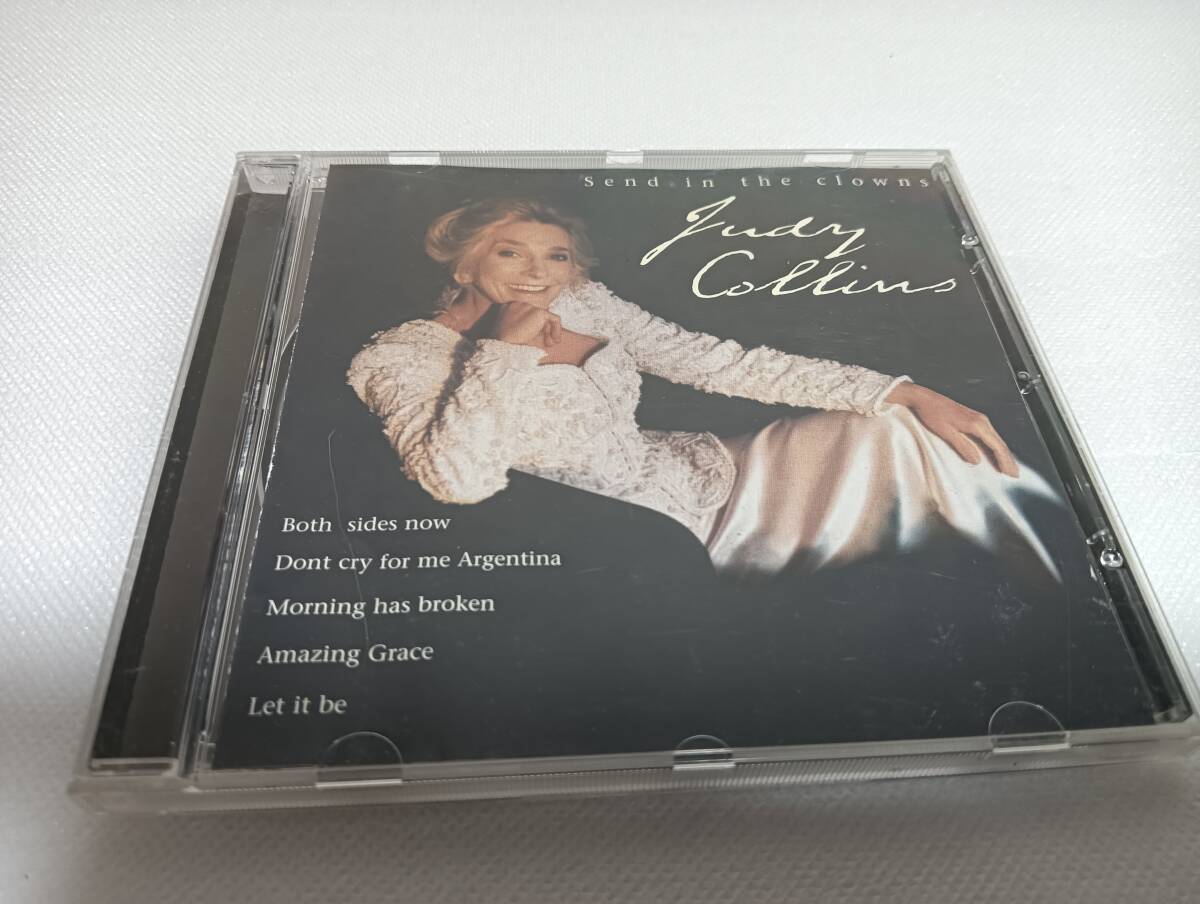 Send in the clowns
Judy
Collins
Both sides now
Dont cry for me Argentina
Morning has broken
Amazing Grace
Let it be